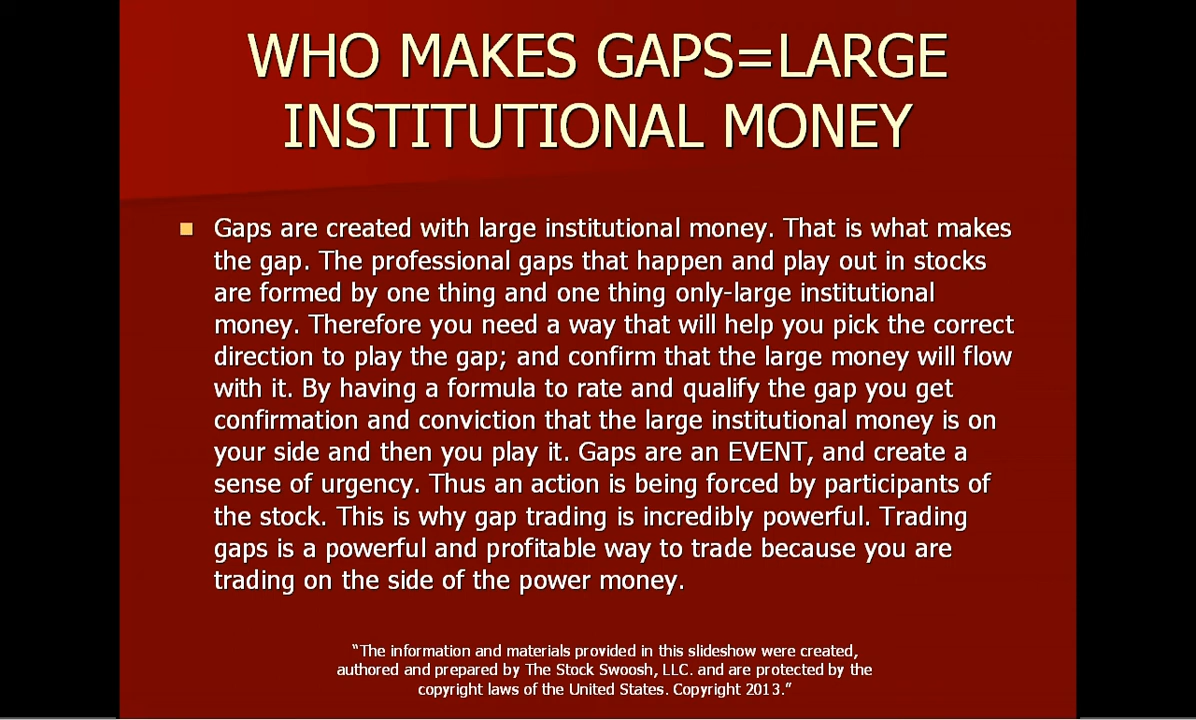 WHO MAKES GAPS=LARGE
INSTITUTIONAL MONEY
Gaps are created with large institutional money. That is what makes
the gap. The professional gaps that happen and play out in stocks
are formed by one thing and one thing only-large institutional
money. Therefore you need a way that will help you pick the correct
direction to play the gap; and confirm that the large money will flow
with it. By having a formula to rate and qualify the gap you get
confirmation and conviction that the large institutional money is on
your side and then you play it. Gaps are an EVENT, and create a
sense of urgency. Thus an action is being forced by participants of
the stock. This is why gap trading is incredibly powerful. Trading
gaps is a powerful and profitable way to trade because you are
trading on the side of the power money.
“The information and materials provided in this slideshow were created,
authored and prepared by The Stock Swoosh, LLC. and are protected by the
copyright laws of the United States. Copyright 2013.”